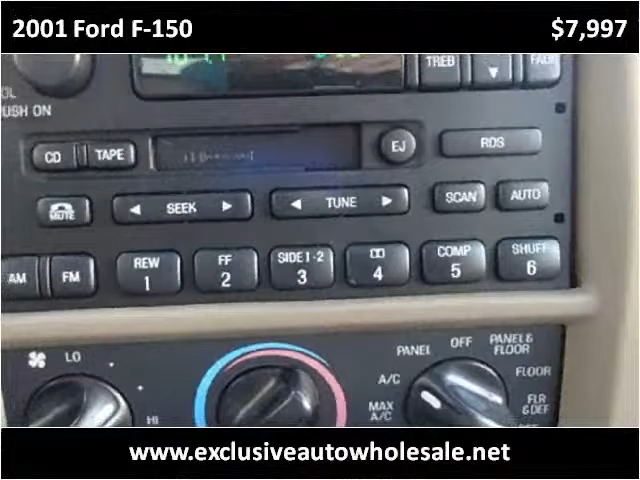 2001 Ford F-150
$7,997
TREB
FADE
OL
USH ON
CD
TAPE
EJ
RDS
MUTE
◄ SEEK ►
◄ TUNE ►
SCAN
AUTO
AM
FM
REW
1
FF
2
SIDE 1-2
3
4
COMP
5
SHUFF
6
LO
HI
MAX
A/C
A/C
PANEL
OFF
PANEL &
FLOOR
FLOOR
FLR
& DEF
www.exclusiveautowholesale.net